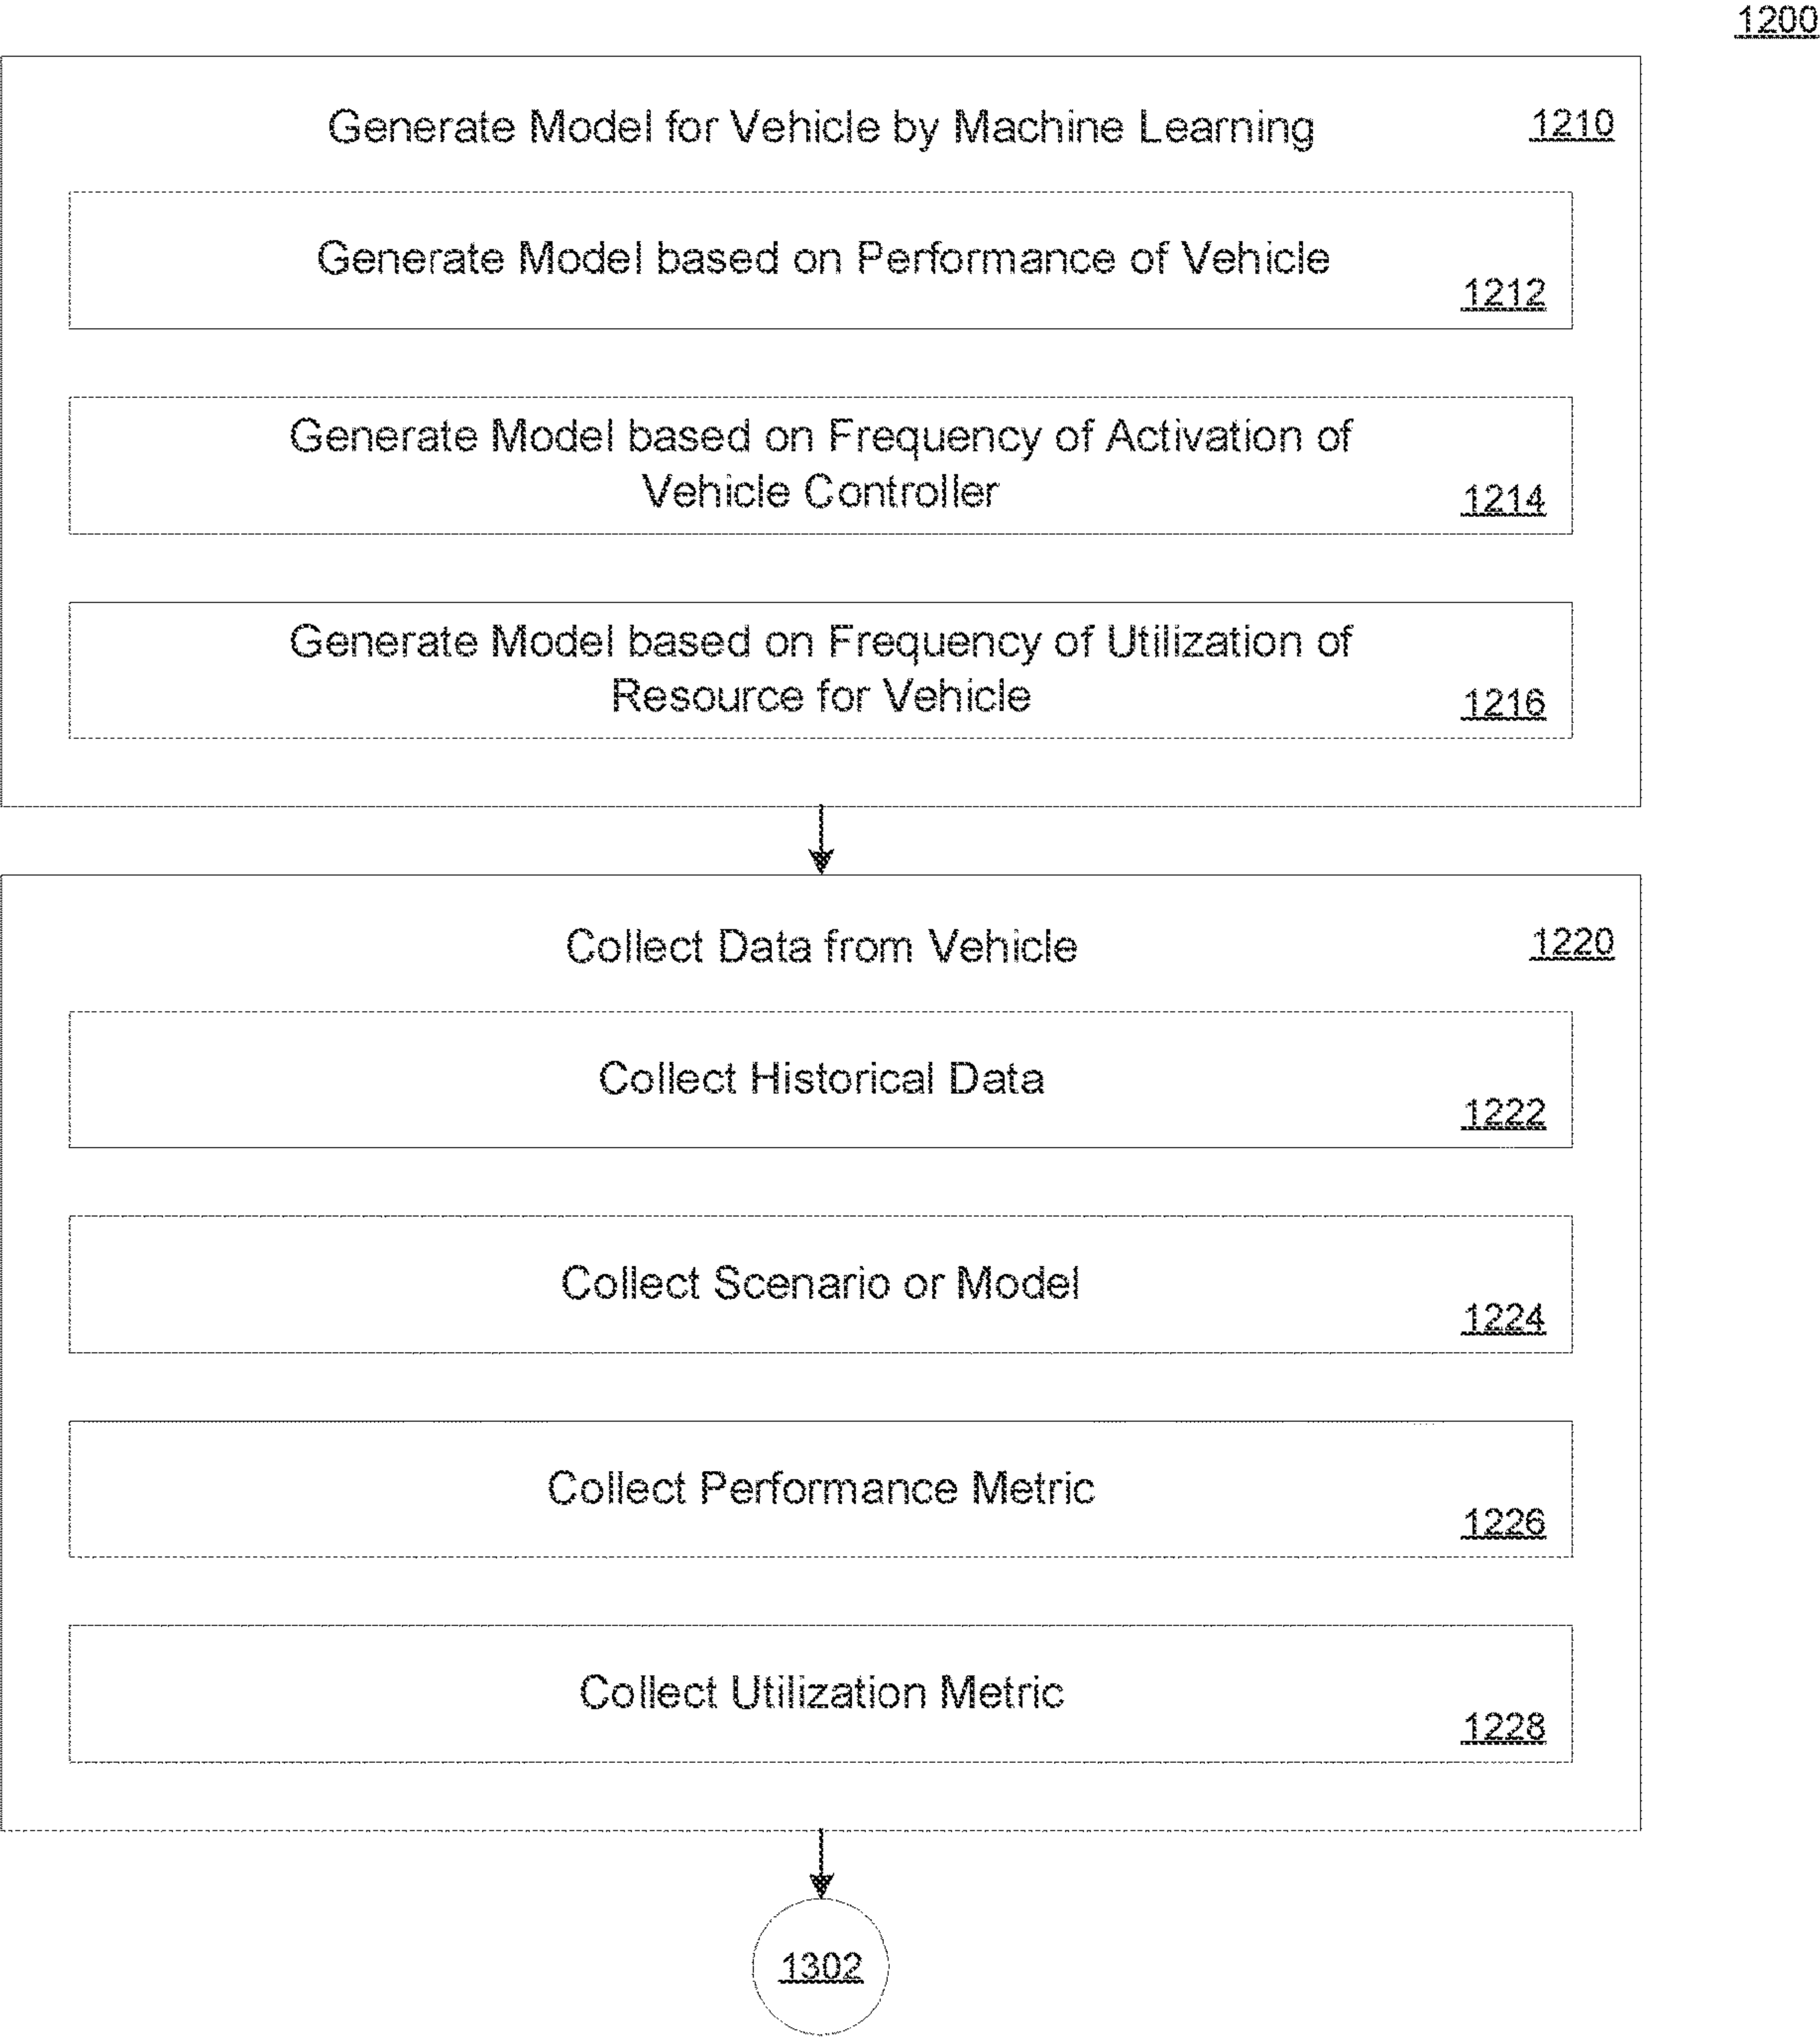 1200
Generate Model for Vehicle by Machine Learning
1210
Generate Model based on Performance of Vehicle
1212
Generate Model based on Frequency of Activation of
Vehicle Controller
1214
Generate Model based on Frequency of Utilization of
Resource for Vehicle
1216
Collect Data from Vehicle
1220
Collect Historical Data
1222
Collect Scenario or Model
1224
Collect Performance Metric
1226
Collect Utilization Metric
1228
1302